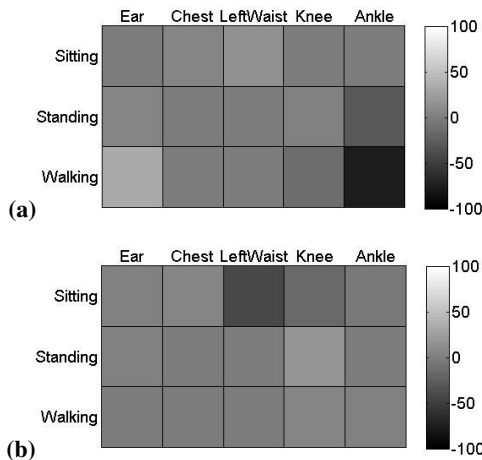 Ear Chest LeftWaist Knee Ankle
Sitting
Standing
Walking
100
50
0
-50
-100
(a)
Ear Chest LeftWaist Knee Ankle
Sitting
Standing
Walking
100
50
0
-50
-100
(b)